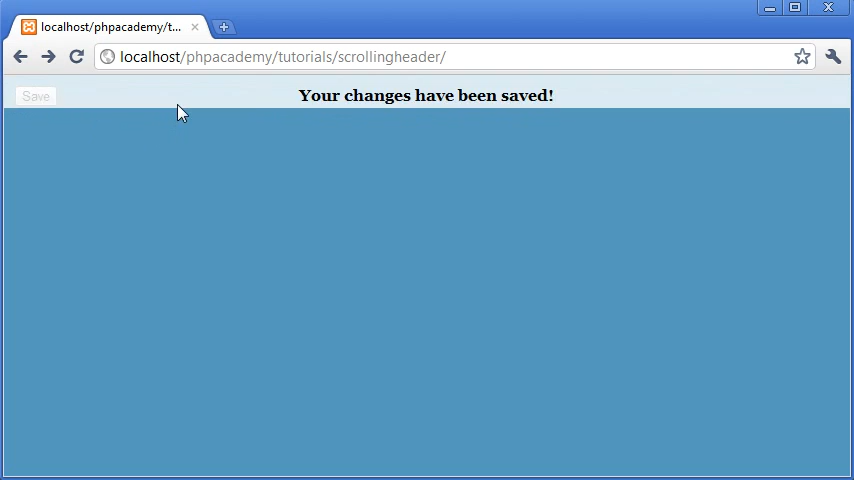 localhost/phpacademy/t...
localhost/phpacademy/tutorials/scrollingheader/
Save
Your changes have been saved!